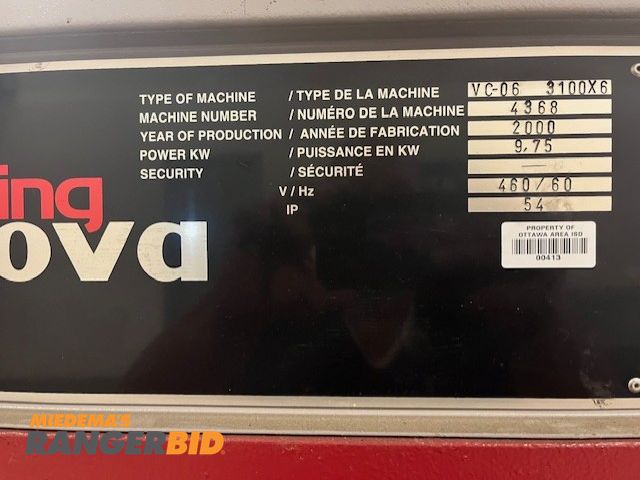 TYPE OF MACHINE / TYPE DE LA MACHINE VC-06 3100X6
MACHINE NUMBER / NUMÉRO DE LA MACHINE 4368
YEAR OF PRODUCTION / ANNÉE DE FABRICATION 2000
POWER KW / PUISSANCE EN KW 9,75
SECURITY / SÉCURITÉ —
V / Hz 460/60
IP 54
ing
ova
PROPERTY OF
OTTAWA AREA ISD
00413
MIEDEMA'S
RANGERBID